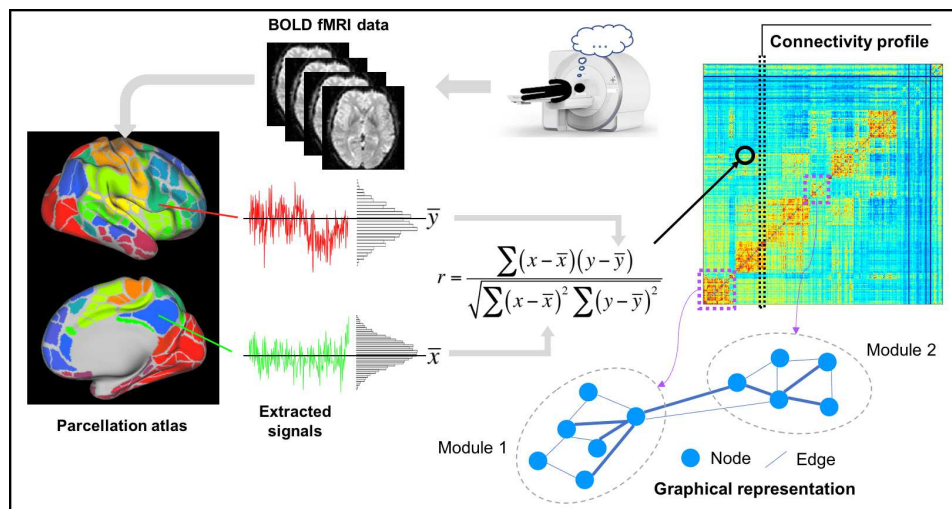 BOLD fMRI data
...
Connectivity profile
y̅
r = ∑(x−x̅)(y−y̅) / √∑(x−x̅)² ∑(y−y̅)²
x̅
Parcellation atlas
Extracted
signals
Module 1
Module 2
Node
Edge
Graphical representation